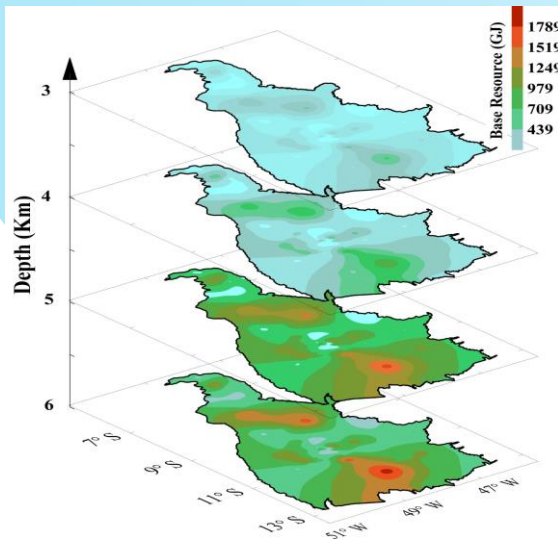 Base Resource (GJ)
1789
1519
1249
979
709
439
Depth (Km)
3
4
5
6
7° S
9° S
11° S
13° S
51° W
49° W
47° W